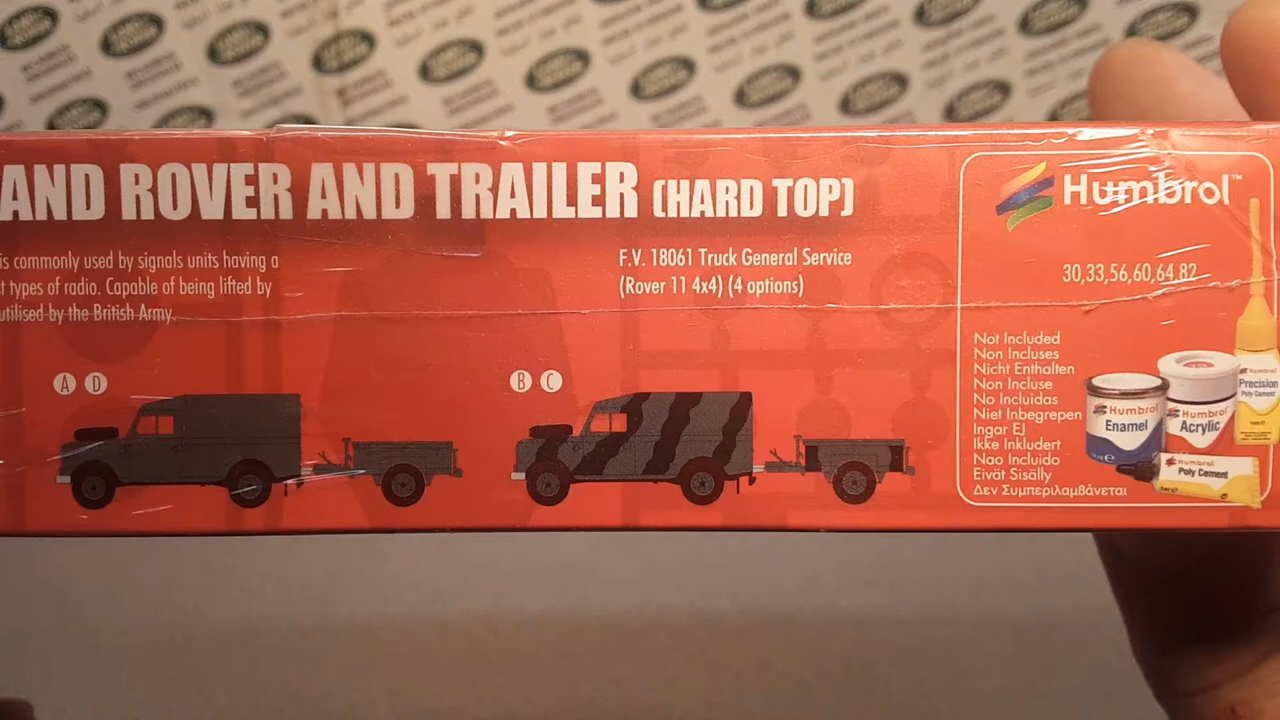 AND ROVER AND TRAILER (HARD TOP)
is commonly used by signals units having a
t types of radio. Capable of being lifted by
utilised by the British Army.
F.V. 18061 Truck General Service
(Rover 11 4x4) (4 options)
A D
B C
Humbrol™
30,33,56,60,64,82
Not Included
Non Incluses
Nicht Enthalten
Non Incluse
No Incluidas
Niet Inbegrepen
Ingar EJ
Ikke Inkludert
Nao Incluido
Eivät Sisälly
Δεν Συμπεριλαμβάνεται
Humbrol
Enamel
Humbrol
Acrylic
Humbrol
Precision
Poly Cement
Humbrol
Poly Cement